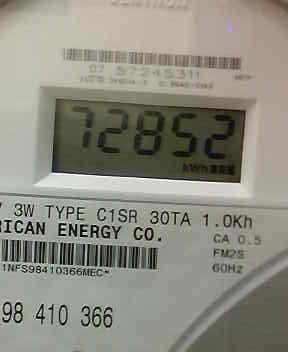 07 57245311
72852
kWh
3W TYPE C1SR 30TA 1.0Kh
RICAN ENERGY CO.
CA 0.5
FM2S
60Hz
1NFS98410366MEC*
98 410 366